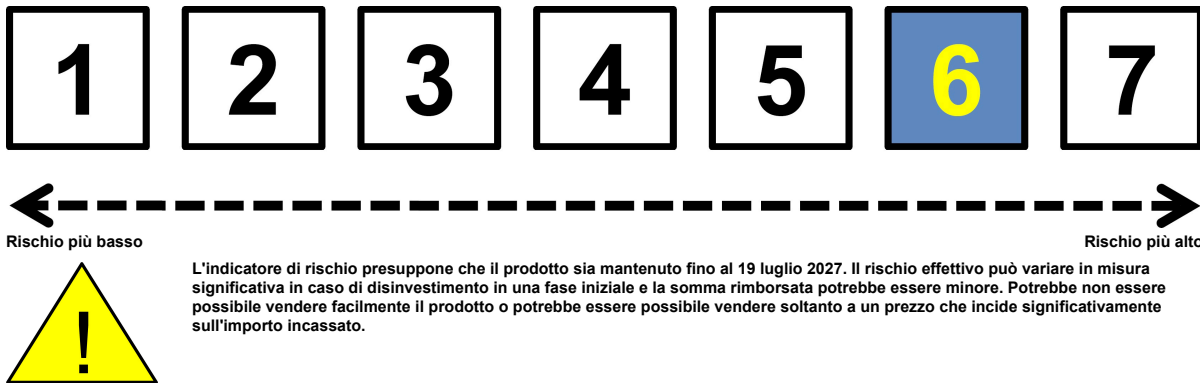 1 2 3 4 5 6 7
Rischio più basso Rischio più alto
L'indicatore di rischio presuppone che il prodotto sia mantenuto fino al 19 luglio 2027. Il rischio effettivo può variare in misura
significativa in caso di disinvestimento in una fase iniziale e la somma rimborsata potrebbe essere minore. Potrebbe non essere
possibile vendere facilmente il prodotto o potrebbe essere possibile vendere soltanto a un prezzo che incide significativamente
sull'importo incassato.
!